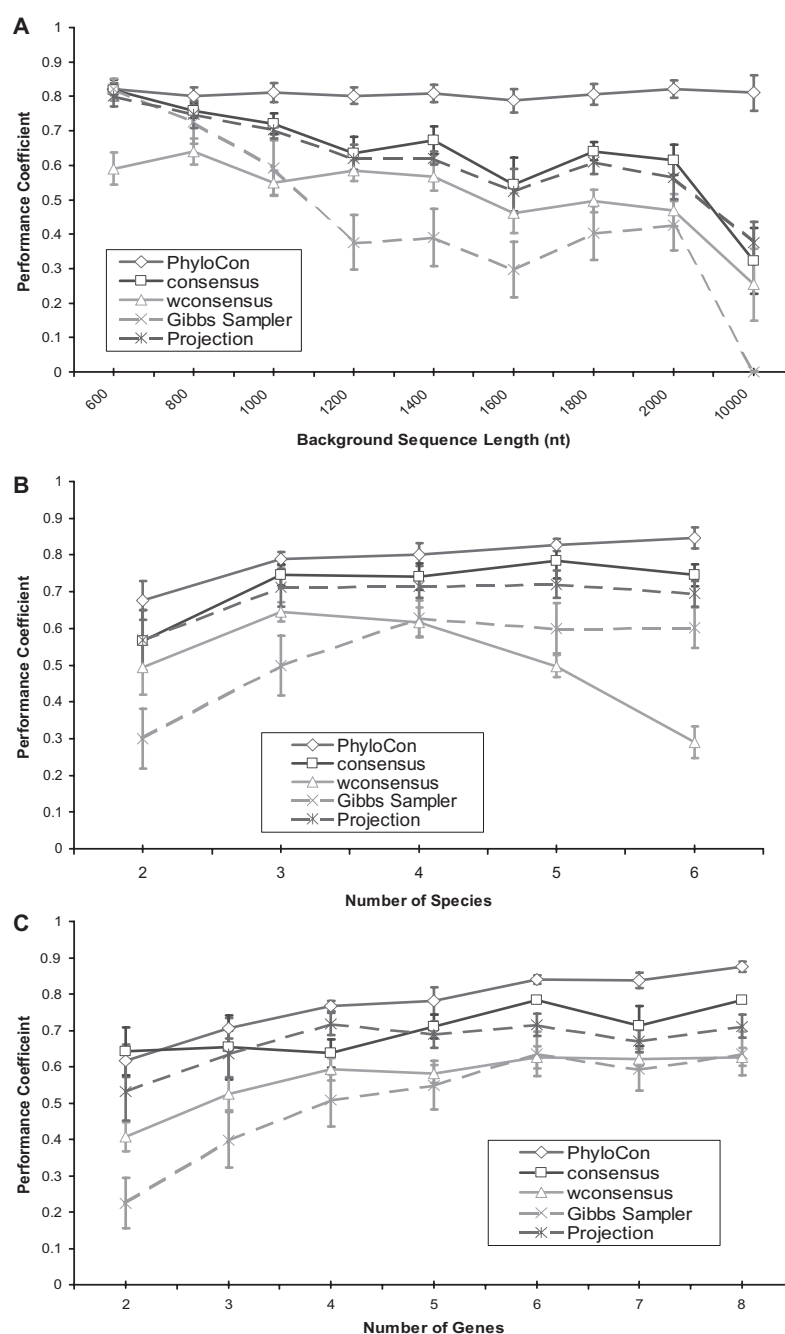 A
1
0.9
0.8
0.7
0.6
0.5
0.4
0.3
0.2
0.1
0
Performance Coefficient
PhyloCon
consensus
wconsensus
Gibbs Sampler
Projection
600
800
1000
1200
1400
1600
1800
2000
10000
Background Sequence Length (nt)
B
1
0.9
0.8
0.7
0.6
0.5
0.4
0.3
0.2
0.1
0
Performance Coefficient
PhyloCon
consensus
wconsensus
Gibbs Sampler
Projection
2 3 4 5 6
Number of Species
C
1
0.9
0.8
0.7
0.6
0.5
0.4
0.3
0.2
0.1
0
Performance Coefficeint
PhyloCon
consensus
wconsensus
Gibbs Sampler
Projection
2 3 4 5 6 7 8
Number of Genes